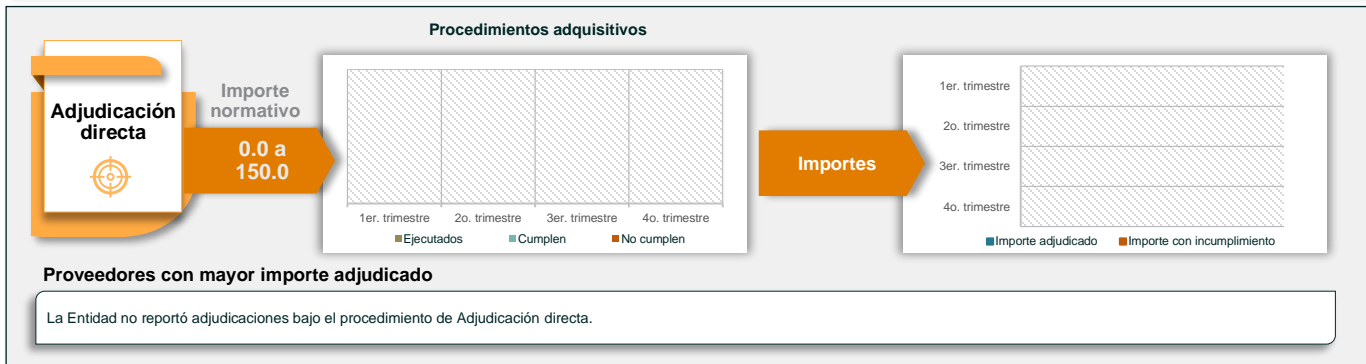 Procedimientos adquisitivos
Adjudicación
directa
Importe
normativo
0.0 a
150.0
1er. trimestre 2o. trimestre 3er. trimestre 4o. trimestre
Ejecutados Cumplen No cumplen
Importes
1er. trimestre
2o. trimestre
3er. trimestre
4o. trimestre
Importe adjudicado Importe con incumplimiento
Proveedores con mayor importe adjudicado
La Entidad no reportó adjudicaciones bajo el procedimiento de Adjudicación directa.